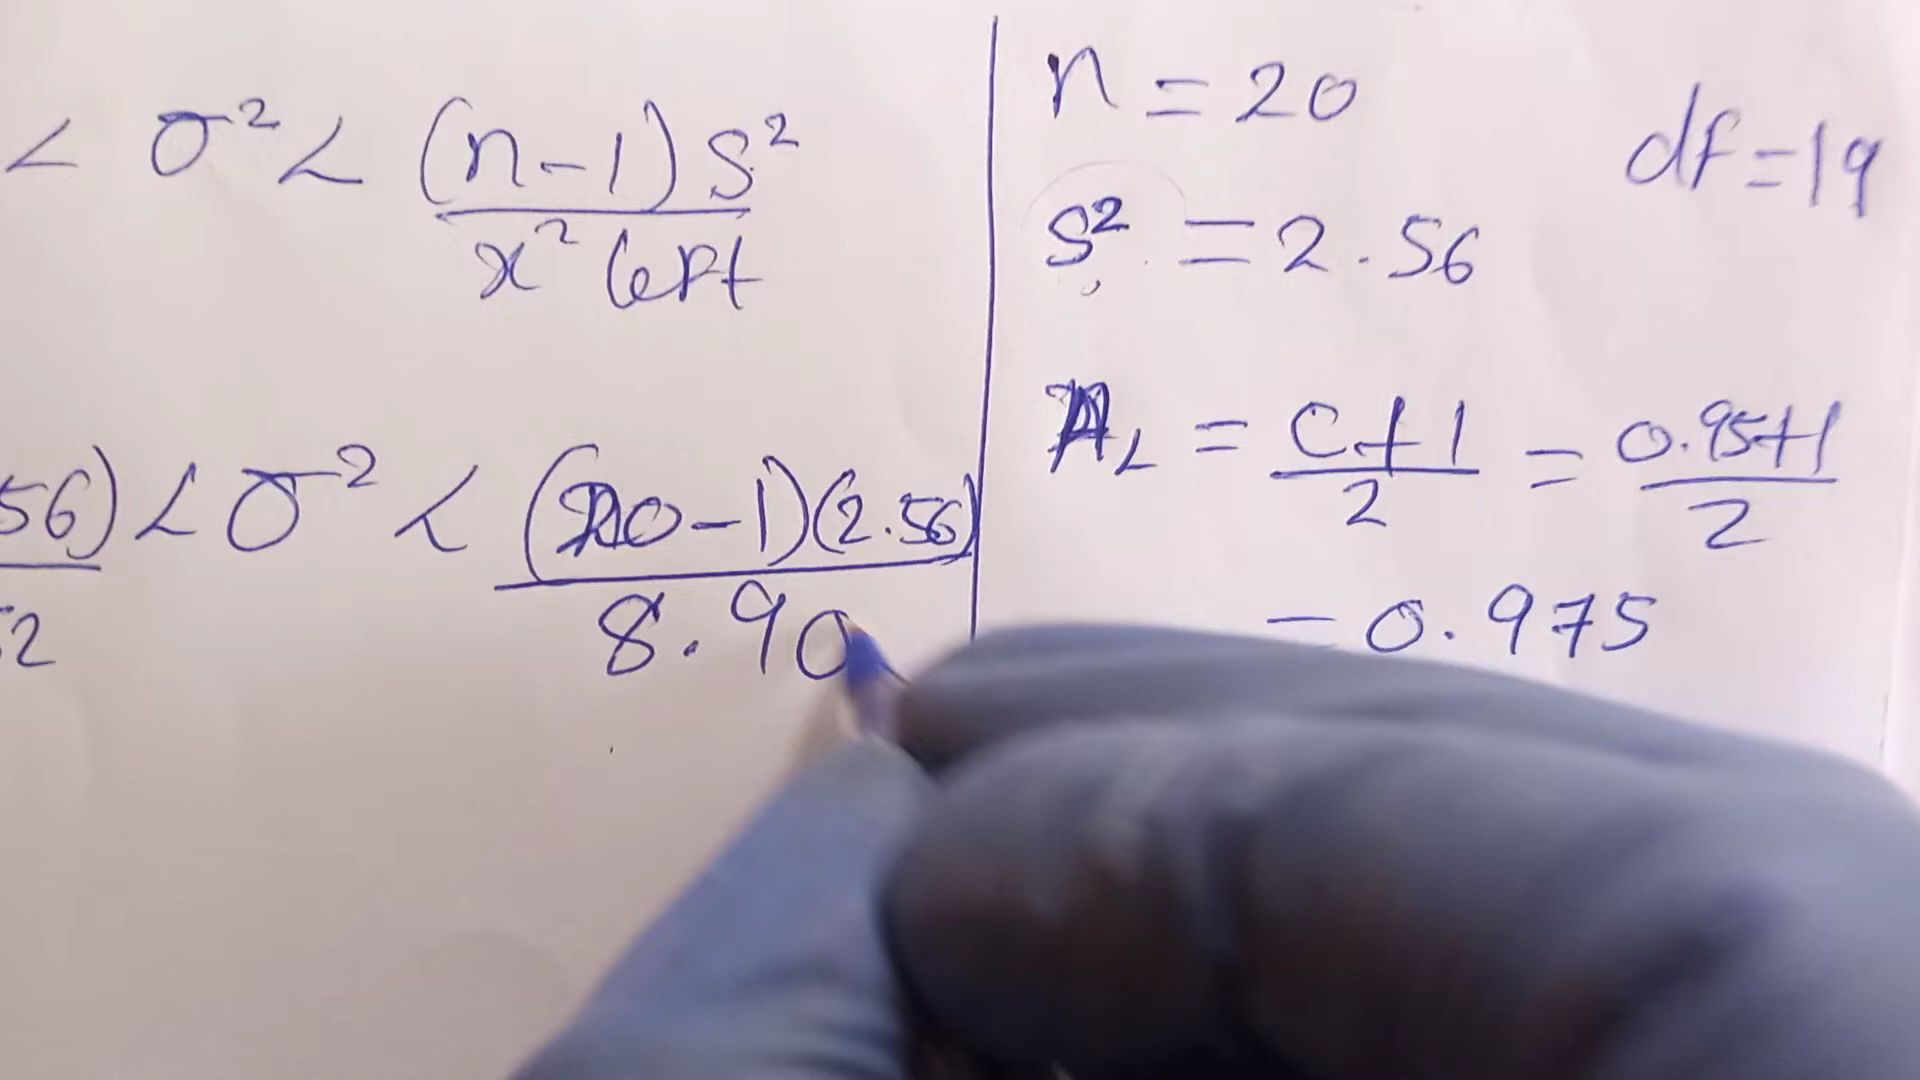 < σ² < (n-1)s²
x² left
56) < σ² < (20-1)(2.56)
2
8.90
n = 20
df = 19
s² = 2.56
A_L = C+1/2 = 0.95+1/2
= 0.975